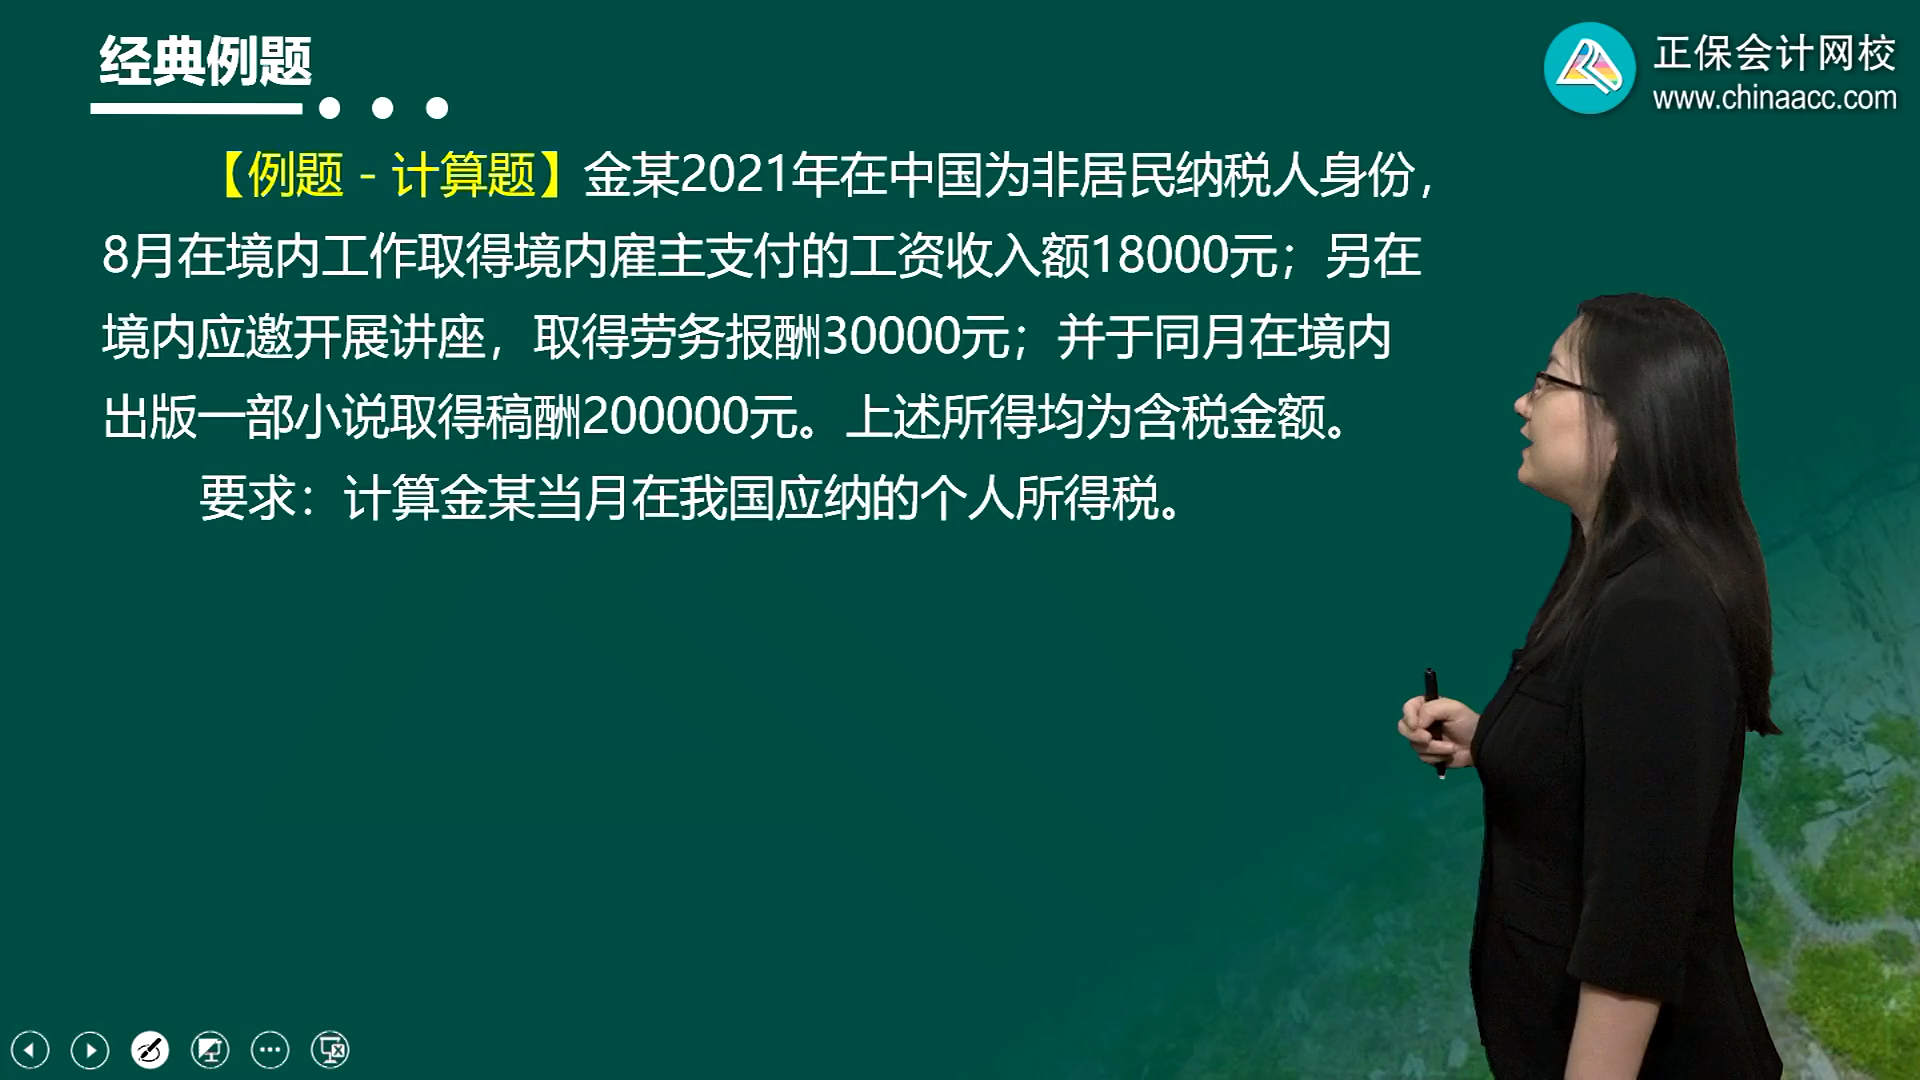 经典例题
正保会计网校
www.chinaacc.com
【例题－计算题】金某2021年在中国为非居民纳税人身份，
8月在境内工作取得境内雇主支付的工资收入额18000元；另在
境内应邀开展讲座，取得劳务报酬30000元；并于同月在境内
出版一部小说取得稿酬200000元。上述所得均为含税金额。
要求：计算金某当月在我国应纳的个人所得税。